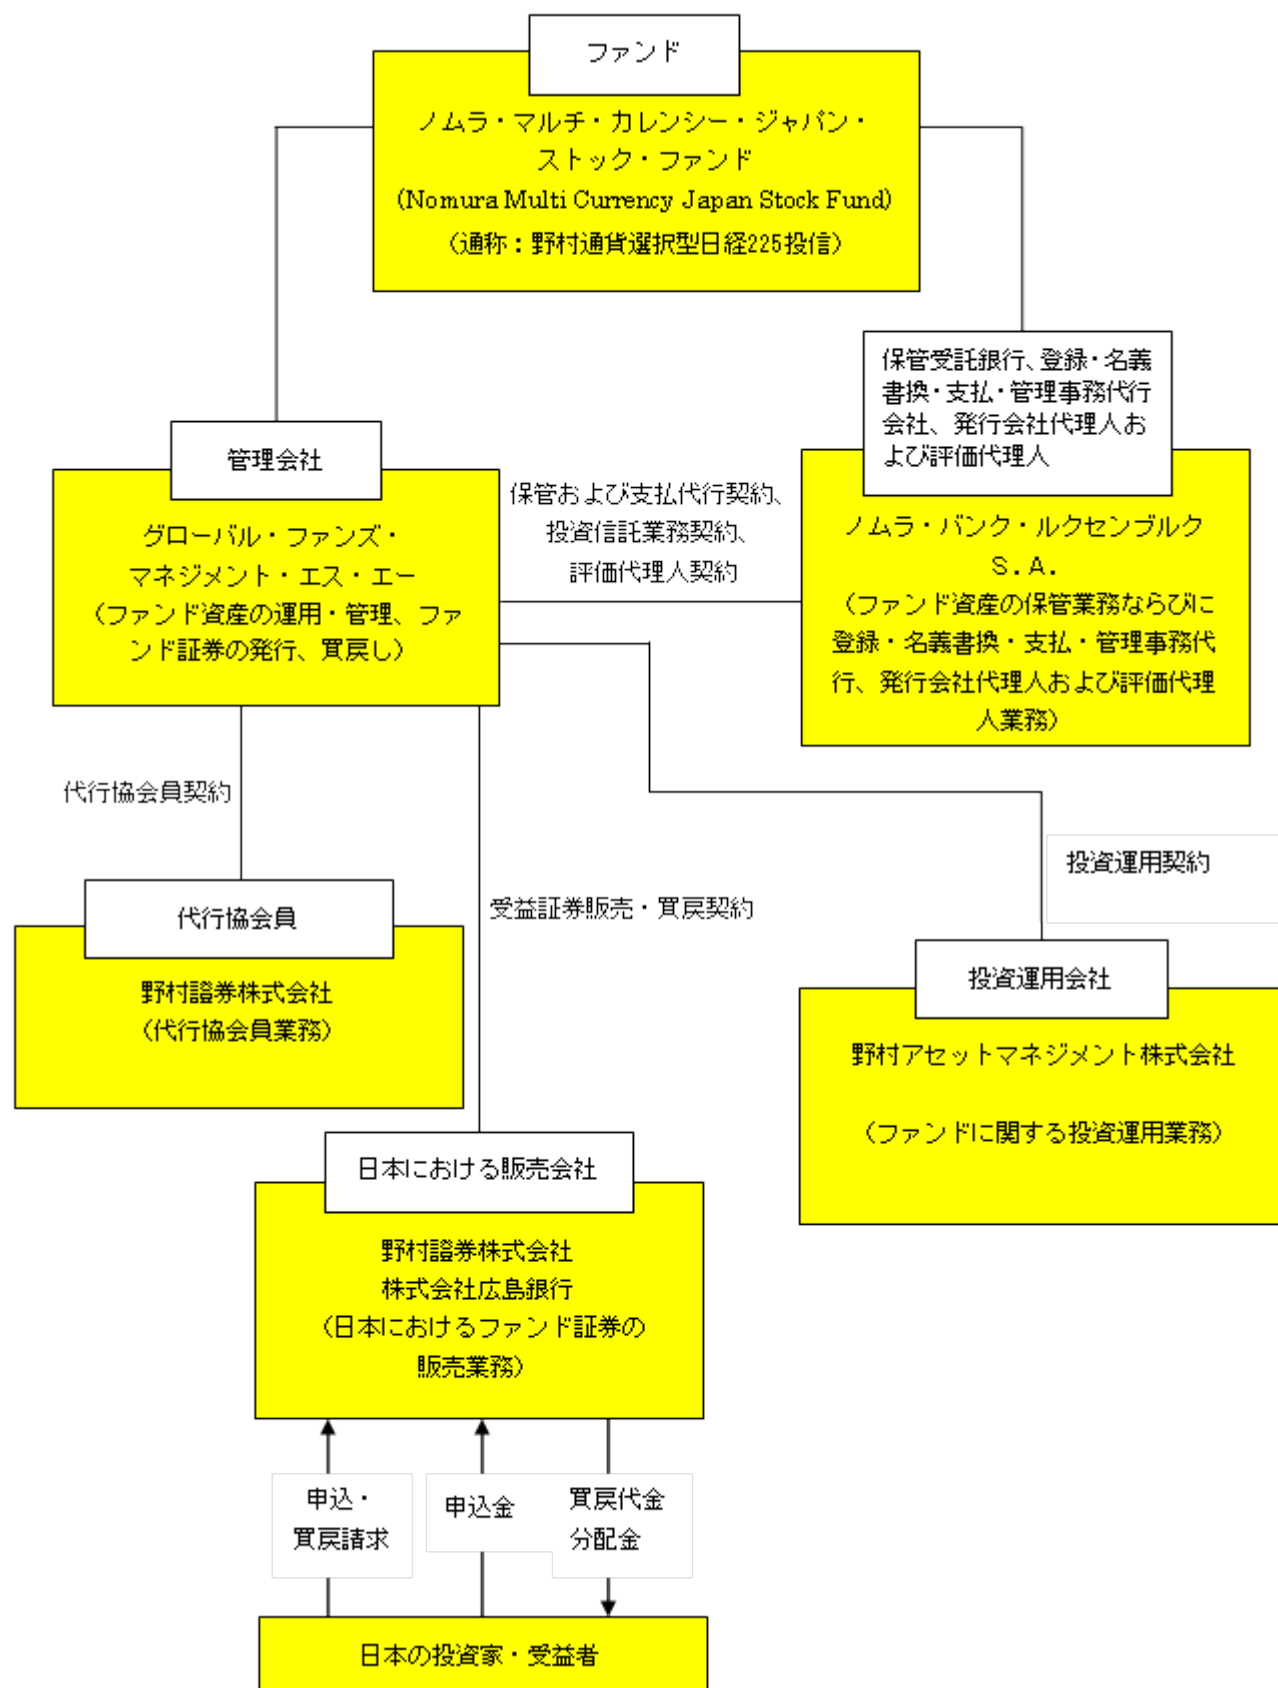 ファンド
ノムラ・マルチ・カレンシー・ジャパン・
ストック・ファンド
(Nomura Multi Currency Japan Stock Fund)
(通称：野村通貨選択型日経225投信)
保管受託銀行、登録・名義
書換・支払・管理事務代行
会社、発行会社代理人お
よび評価代理人
管理会社
グローバル・ファンズ・
マネジメント・エス・エー
(ファンド資産の運用・管理、ファ
ンド証券の発行、買戻し)
保管および支払代行契約、
投資信託業務契約、
評価代理人契約
ノムラ・バンク・ルクセンブルク
S.A.
(ファンド資産の保管業務ならびに
登録・名義書換・支払・管理事務代
行、発行会社代理人および評価代理
人業務)
代行協会員契約
投資運用契約
代行協会員
野村證券株式会社
(代行協会員業務)
受益証券販売・買戻契約
投資運用会社
野村アセットマネジメント株式会社
(ファンドに関する投資運用業務)
日本における販売会社
野村證券株式会社
株式会社広島銀行
(日本におけるファンド証券の
販売業務)
申込・
買戻請求
申込金
買戻代金
分配金
日本の投資家・受益者